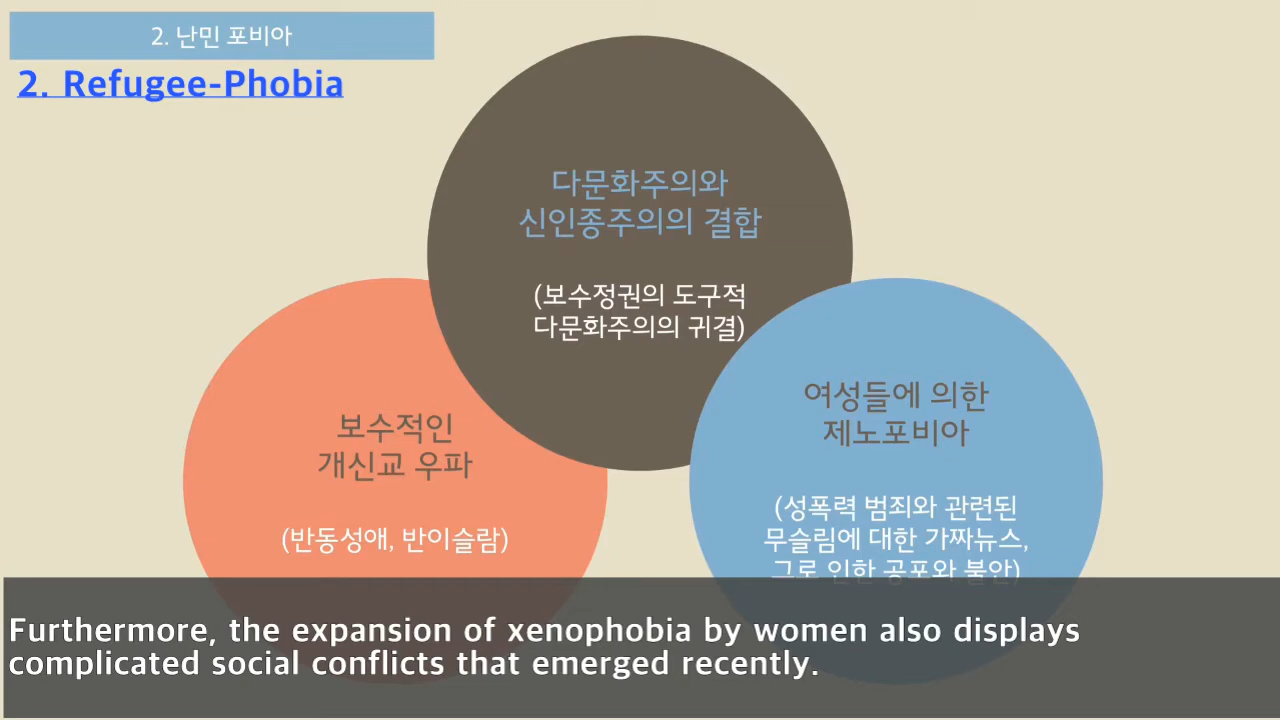 2. 난민 포비아
2. Refugee-Phobia
다문화주의와
신인종주의의 결합
(보수정권의 도구적
다문화주의의 귀결)
보수적인
개신교 우파
(반동성애, 반이슬람)
여성들에 의한
제노포비아
(성폭력 범죄와 관련된
무슬림에 대한 가짜뉴스,
그로 인한 공포와 불안)
Furthermore, the expansion of xenophobia by women also displays
complicated social conflicts that emerged recently.